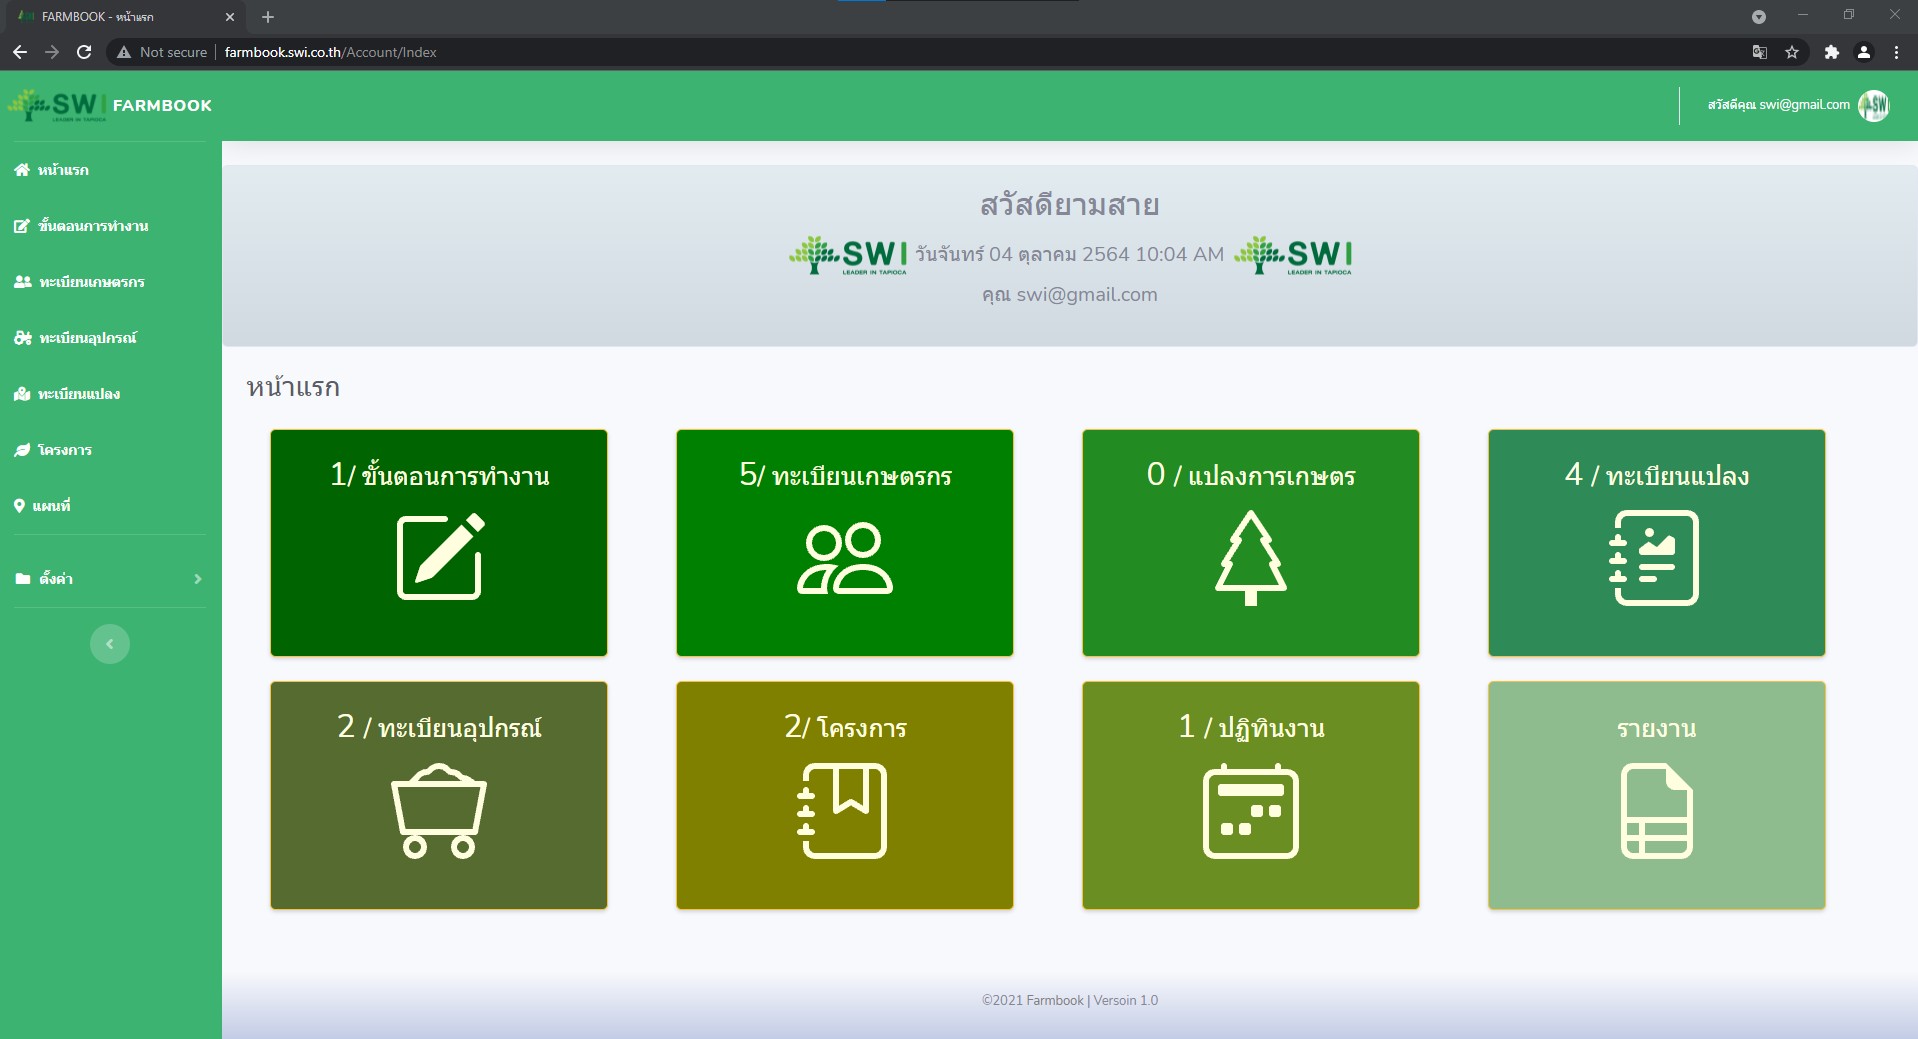 FARMBOOK - หน้าแรก
Not secure
farmbook.swi.co.th/Account/Index
SWI
LEADER IN TAPIOCA
FARMBOOK
สวัสดีคุณ swi@gmail.com
SW
หน้าแรก
ขั้นตอนการทำงาน
ทะเบียนเกษตรกร
ทะเบียนอุปกรณ์
ทะเบียนแปลง
โครงการ
แผนที่
ตั้งค่า
สวัสดียามสาย
SWI
LEADER IN TAPIOCA
วันจันทร์ 04 ตุลาคม 2564 10:04 AM
SWI
LEADER IN TAPIOCA
คุณ swi@gmail.com
หน้าแรก
1/ ขั้นตอนการทำงาน
5/ ทะเบียนเกษตรกร
0 / แปลงการเกษตร
4 / ทะเบียนแปลง
2 / ทะเบียนอุปกรณ์
2/ โครงการ
1 / ปฏิทินงาน
รายงาน
©2021 Farmbook | Versoin 1.0